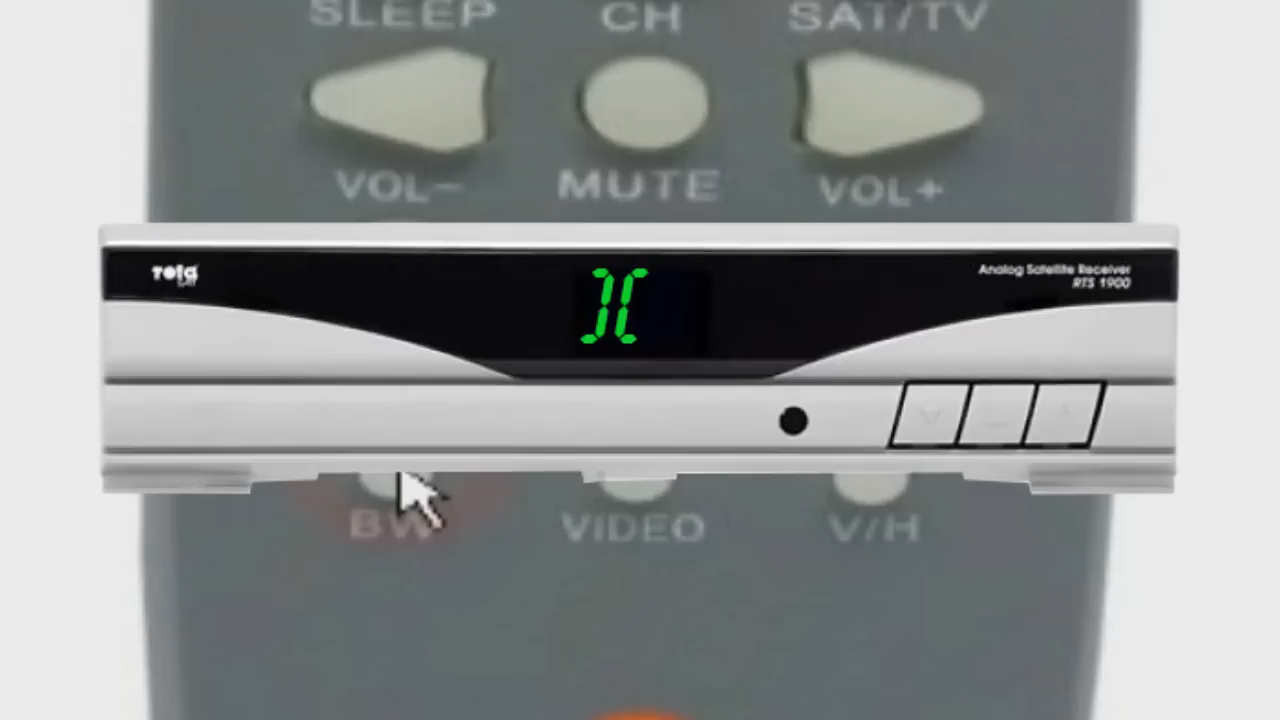 SLEEP CH SAT/TV
VOL− MUTE VOL+
Analog Satellite Receiver
RTS 1900
BW VIDEO V/H